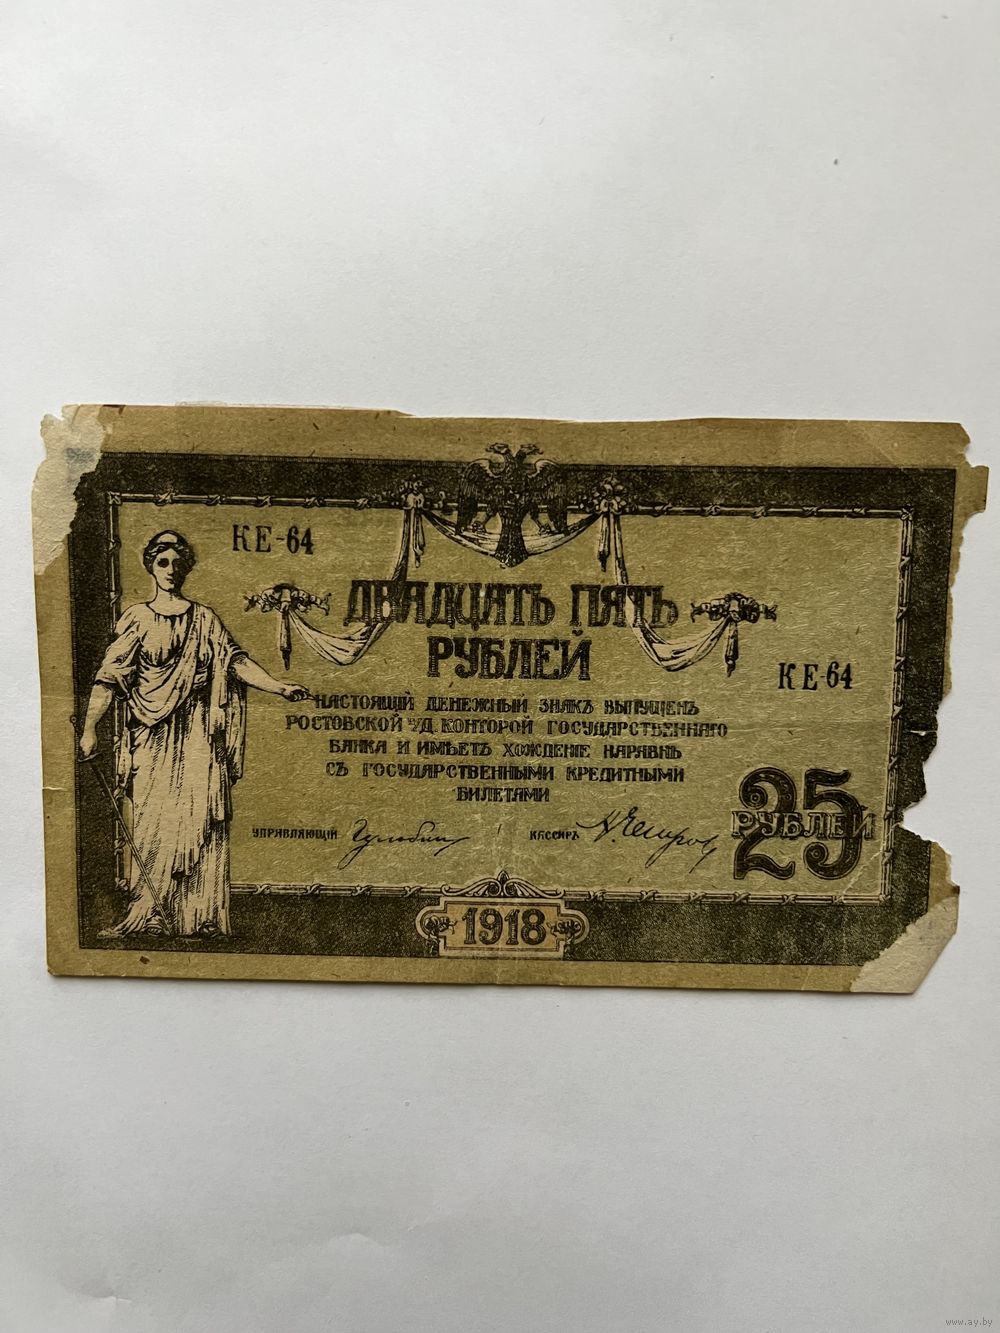 КЕ-64
ДВАДЦАТЬ ПЯТЬ
РУБЛЕЙ
КЕ-64
НАСТОЯЩІЙ ДЕНЕЖНЫЙ ЗНАКЪ ВЫПУЩЕНЪ
РОСТОВСКОЙ н/Д. КОНТОРОЙ ГОСУДАРСТВЕННАГО
БАНКА И ИМѢЕТЪ ХОЖДЕНІЕ НАРАВНѢ
СЪ ГОСУДАРСТВЕННЫМИ КРЕДИТНЫМИ
БИЛЕТАМИ
УПРАВЛЯЮЩІЙ
КАССИРЪ
25
РУБЛЕЙ
1918
www.ay.by